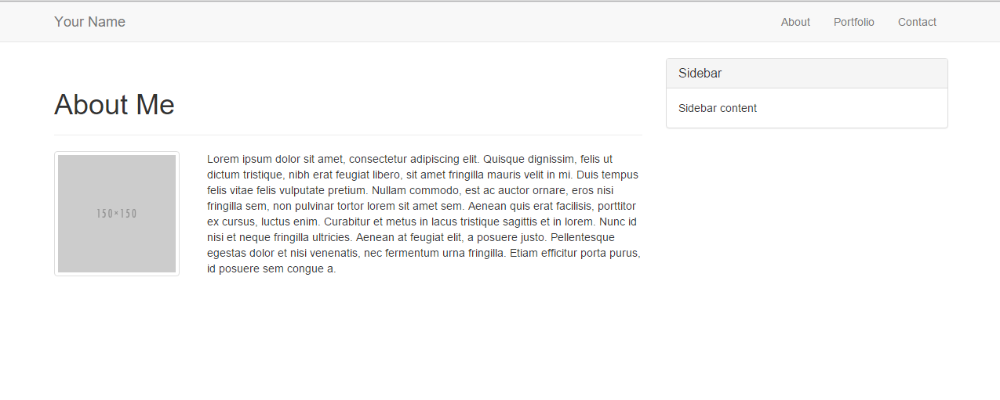 Your Name
About
Portfolio
Contact
About Me
150×150
Lorem ipsum dolor sit amet, consectetur adipiscing elit. Quisque dignissim, felis ut
dictum tristique, nibh erat feugiat libero, sit amet fringilla mauris velit in mi. Duis tempus
felis vitae felis vulputate pretium. Nullam commodo, est ac auctor ornare, eros nisi
fringilla sem, non pulvinar tortor lorem sit amet sem. Aenean quis erat facilisis, porttitor
ex cursus, luctus enim. Curabitur et metus in lacus tristique sagittis et in lorem. Nunc id
nisi et neque fringilla ultricies. Aenean at feugiat elit, a posuere justo. Pellentesque
egestas dolor et nisi venenatis, nec fermentum urna fringilla. Etiam efficitur porta purus,
id posuere sem congue a.
Sidebar
Sidebar content